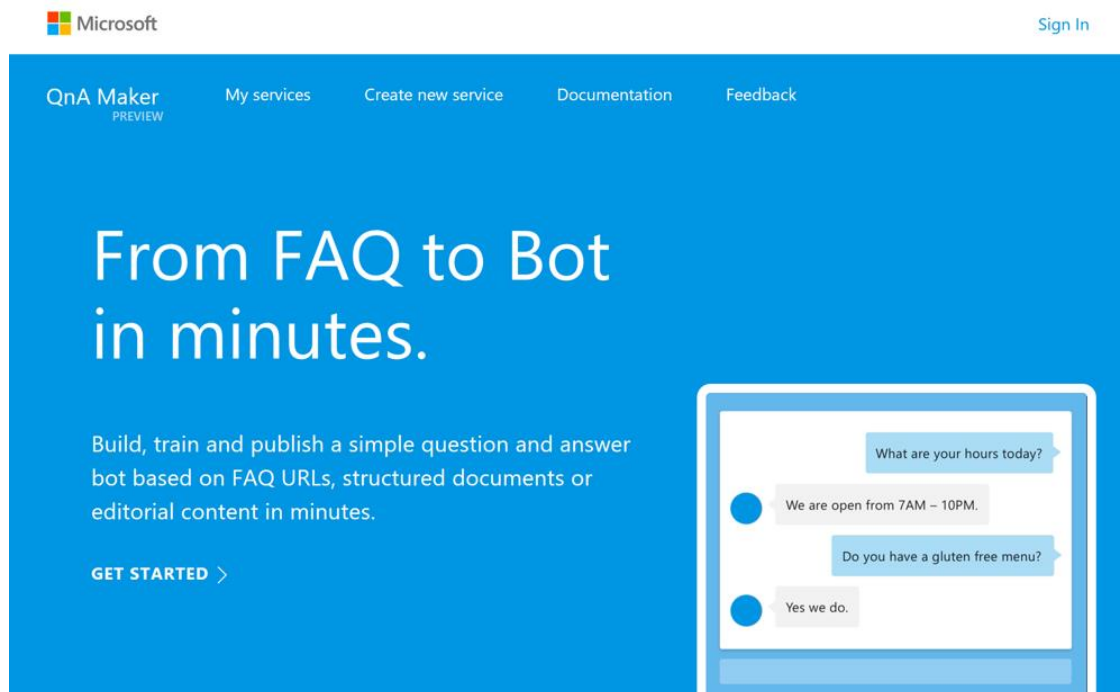 Microsoft
Sign In
QnA Maker
PREVIEW
My services
Create new service
Documentation
Feedback
From FAQ to Bot
in minutes.
Build, train and publish a simple question and answer
bot based on FAQ URLs, structured documents or
editorial content in minutes.
GET STARTED
What are your hours today?
We are open from 7AM – 10PM.
Do you have a gluten free menu?
Yes we do.